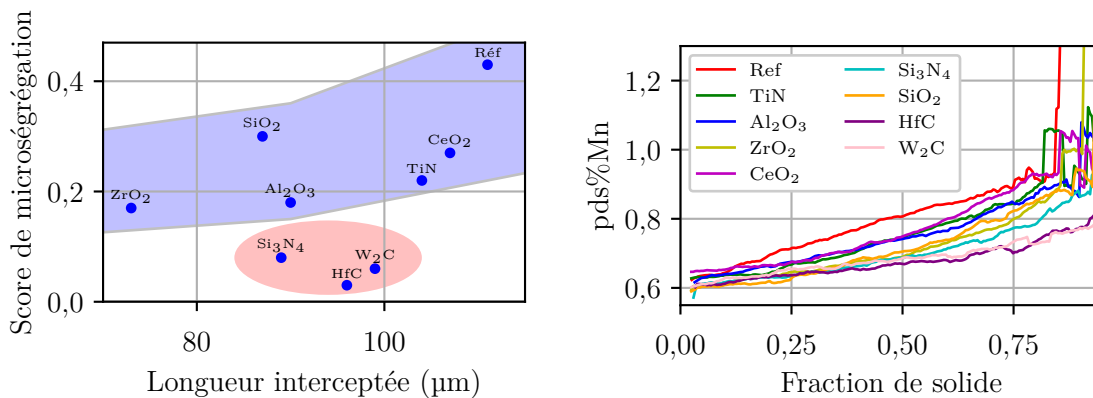 Score de microségrégation
0,4
0,2
0,0
80
100
Longueur interceptée (µm)
Réf
SiO2
CeO2
TiN
Al2O3
ZrO2
Si3N4
W2C
HfC
pds%Mn
1,2
1,0
0,8
0,6
0,00
0,25
0,50
0,75
Fraction de solide
Ref
TiN
Al2O3
ZrO2
CeO2
Si3N4
SiO2
HfC
W2C